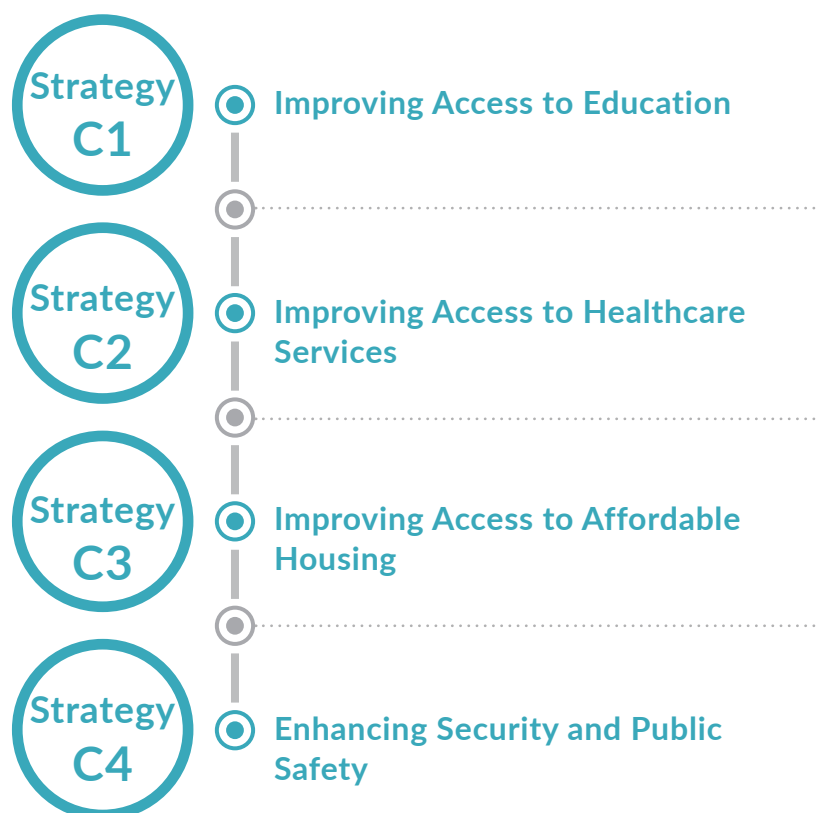 Strategy
C1
Improving Access to Education
Strategy
C2
Improving Access to Healthcare
Services
Strategy
C3
Improving Access to Affordable
Housing
Strategy
C4
Enhancing Security and Public
Safety